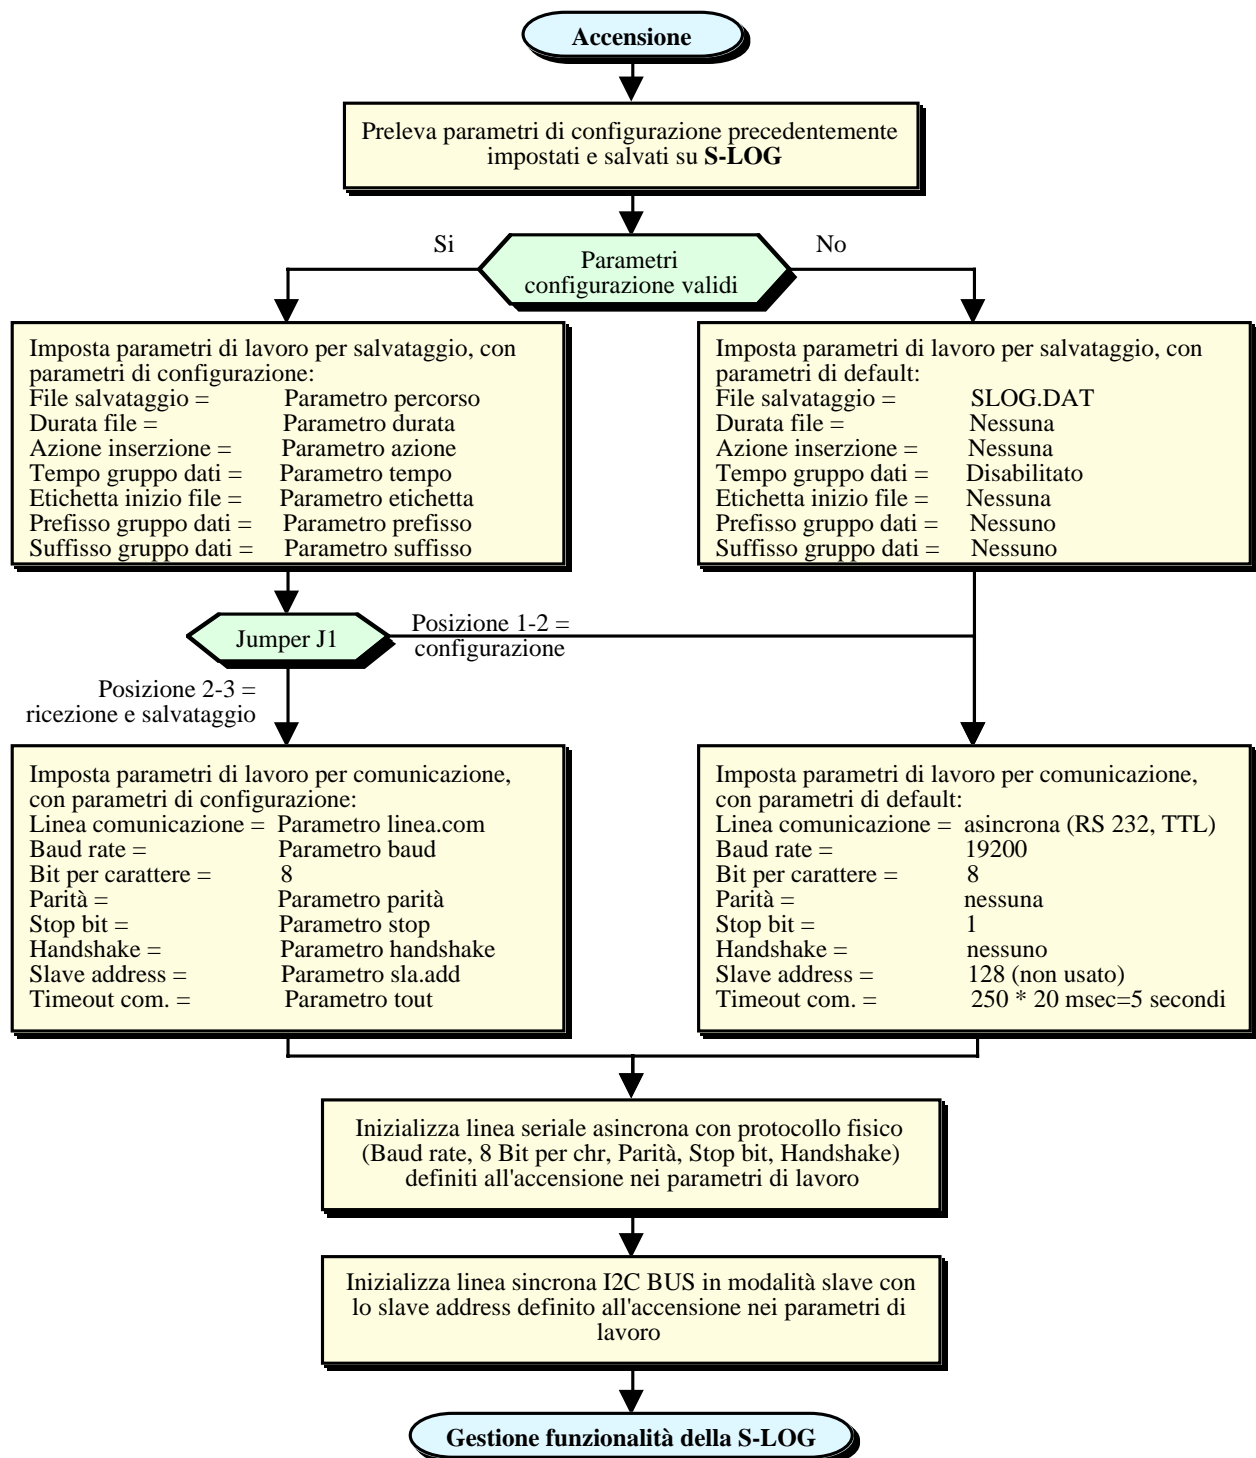 Accensione
Preleva parametri di configurazione precedentemente
impostati e salvati su S-LOG
Si
No
Parametri
configurazione validi
Imposta parametri di lavoro per salvataggio, con
parametri di configurazione:
File salvataggio = Parametro percorso
Durata file = Parametro durata
Azione inserzione = Parametro azione
Tempo gruppo dati = Parametro tempo
Etichetta inizio file = Parametro etichetta
Prefisso gruppo dati = Parametro prefisso
Suffisso gruppo dati = Parametro suffisso
Imposta parametri di lavoro per salvataggio, con
parametri di default:
File salvataggio = SLOG.DAT
Durata file = Nessuna
Azione inserzione = Nessuna
Tempo gruppo dati = Disabilitato
Etichetta inizio file = Nessuna
Prefisso gruppo dati = Nessuno
Suffisso gruppo dati = Nessuno
Jumper J1
Posizione 1-2 =
configurazione
Posizione 2-3 =
ricezione e salvataggio
Imposta parametri di lavoro per comunicazione,
con parametri di configurazione:
Linea comunicazione = Parametro linea.com
Baud rate = Parametro baud
Bit per carattere = 8
Parità = Parametro parità
Stop bit = Parametro stop
Handshake = Parametro handshake
Slave address = Parametro sla.add
Timeout com. = Parametro tout
Imposta parametri di lavoro per comunicazione,
con parametri di default:
Linea comunicazione = asincrona (RS 232, TTL)
Baud rate = 19200
Bit per carattere = 8
Parità = nessuna
Stop bit = 1
Handshake = nessuno
Slave address = 128 (non usato)
Timeout com. = 250 * 20 msec=5 secondi
Inizializza linea seriale asincrona con protocollo fisico
(Baud rate, 8 Bit per chr, Parità, Stop bit, Handshake)
definiti all'accensione nei parametri di lavoro
Inizializza linea sincrona I2C BUS in modalità slave con
lo slave address definito all'accensione nei parametri di
lavoro
Gestione funzionalità della S-LOG